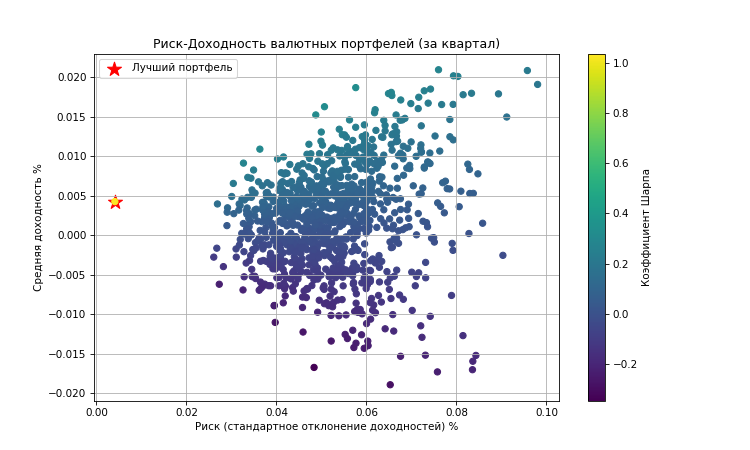 Риск-Доходность валютных портфелей (за квартал)
Лучший портфель
0.020
0.015
0.010
0.005
0.000
−0.005
−0.010
−0.015
−0.020
Средняя доходность %
0.00 0.02 0.04 0.06 0.08 0.10
Риск (стандартное отклонение доходностей) %
1.0
0.8
0.6
0.4
0.2
0.0
−0.2
Коэффициент Шарпа